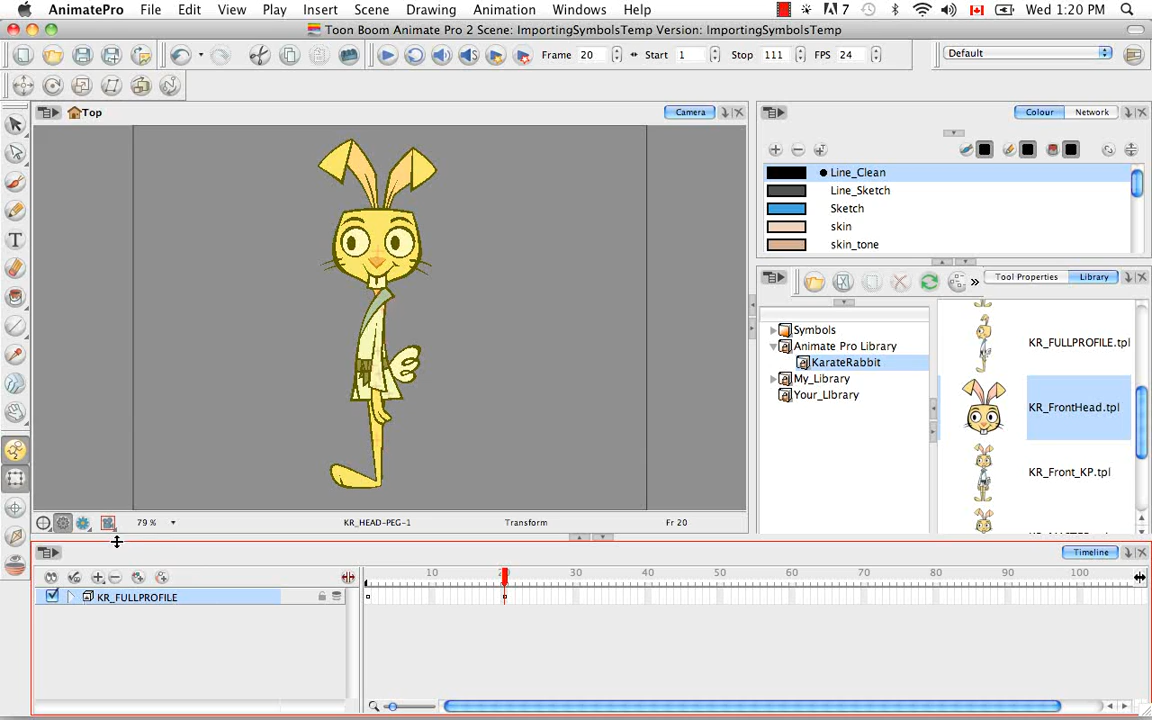 AnimatePro File Edit View Play Insert Scene Drawing Animation Windows Help 7 Wed 1:20 PM
Toon Boom Animate Pro 2 Scene: ImportingSymbolsTemp Version: ImportingSymbolsTemp
Frame 20 Start 1 Stop 111 FPS 24 Default
Top Camera Colour Network
Line_Clean
Line_Sketch
Sketch
skin
skin_tone
Tool Properties Library
Symbols
Animate Pro Library
KarateRabbit
My_Library
Your_LIbrary
KR_FULLPROFILE.tpl
KR_FrontHead.tpl
KR_Front_KP.tpl
79 % KR_HEAD-PEG-1 Transform Fr 20
Timeline
10 20 30 40 50 60 70 80 90 100
KR_FULLPROFILE